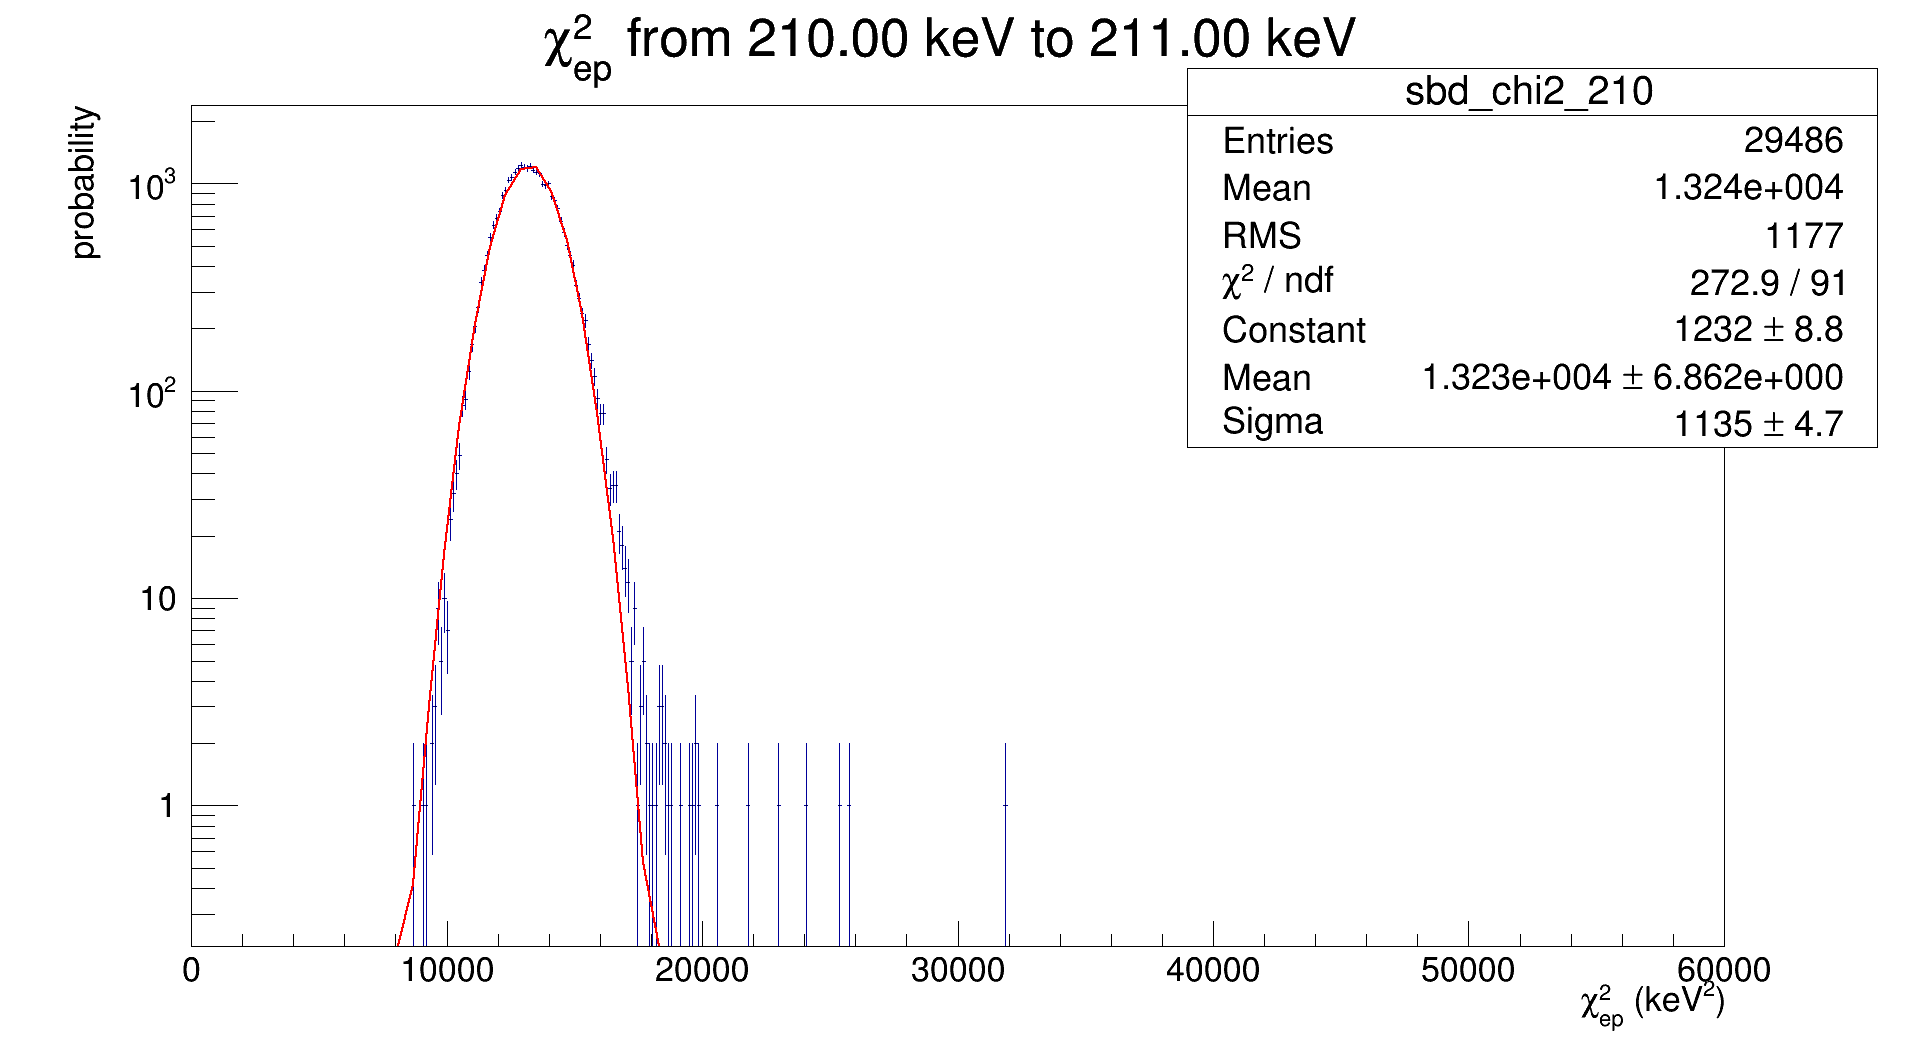 χ²ep from 210.00 keV to 211.00 keV
sbd_chi2_210
Entries 29486
Mean 1.324e+004
RMS 1177
χ² / ndf 272.9 / 91
Constant 1232 ± 8.8
Mean 1.323e+004 ± 6.862e+000
Sigma 1135 ± 4.7
probability
10³
10²
10
1
0 10000 20000 30000 40000 50000 60000
χ²ep (keV²)